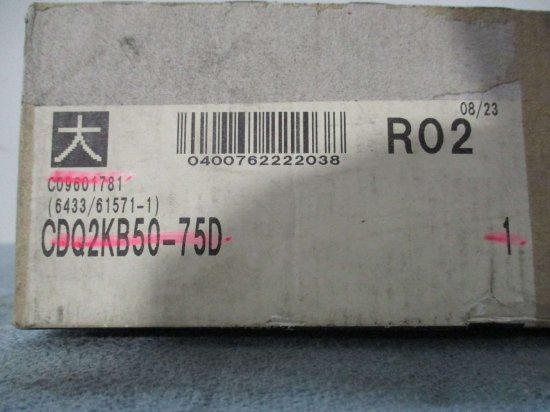 08/23
大
0400762222038
R02
C09601781
(6433/61571-1)
CDQ2KB50-75D
1